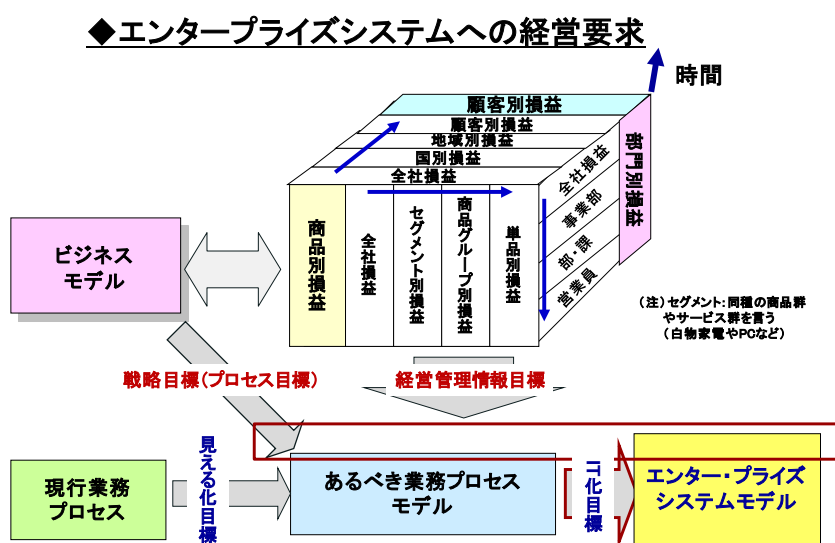 ◆エンタープライズシステムへの経営要求
時間
顧客別損益
顧客別損益
地域別損益
国別損益
全社損益
商品別損益
全社損益
セグメント別損益
商品グループ別損益
単品別損益
全社損益
事業部
部・課
営業員
部門別損益
ビジネス
モデル
(注)セグメント:同種の商品群
やサービス群を言う
(白物家電やPCなど)
戦略目標(プロセス目標)
経営管理情報目標
現行業務
プロセス
見える化目標
あるべき業務プロセス
モデル
IT化目標
エンター・プライズ
システムモデル